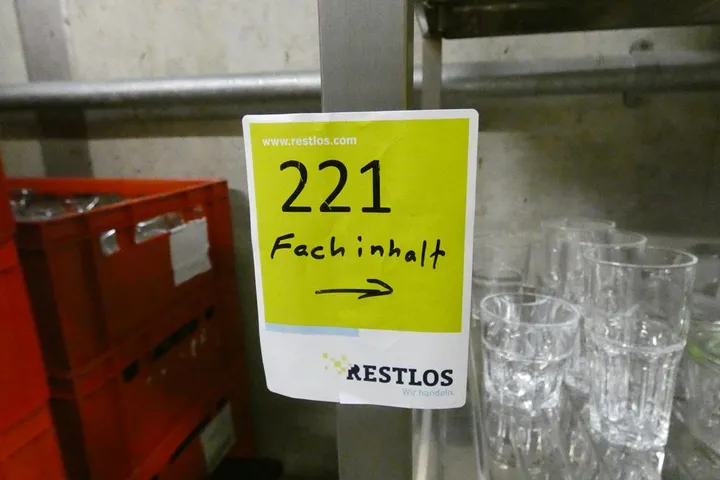 www.restlos.com
221
Fachinhalt
RESTLOS
Wir handeln.